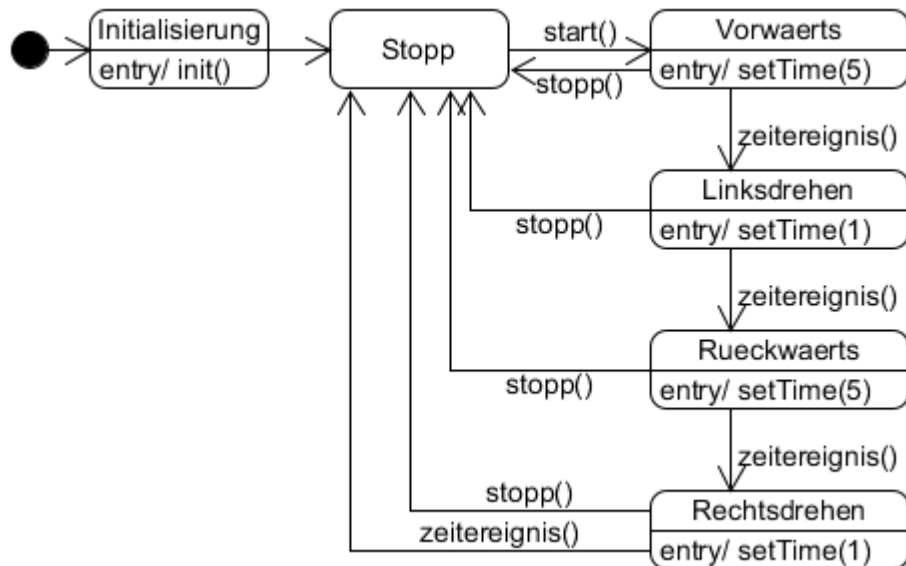 Initialisierung
entry/ init()
Stopp
start()
stopp()
Vorwaerts
entry/ setTime(5)
zeitereignis()
Linksdrehen
entry/ setTime(1)
stopp()
zeitereignis()
Rueckwaerts
entry/ setTime(5)
stopp()
zeitereignis()
Rechtsdrehen
entry/ setTime(1)
stopp()
zeitereignis()